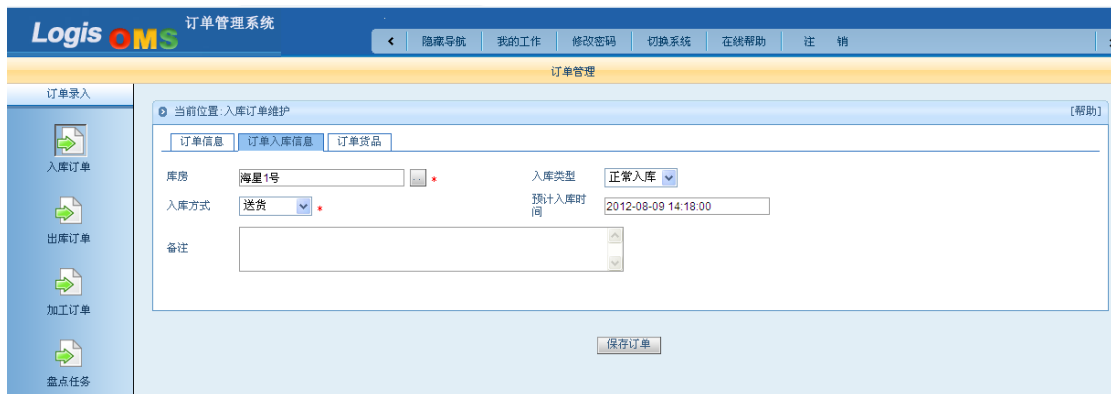 Logis OMS 订单管理系统
隐藏导航 我的工作 修改密码 切换系统 在线帮助 注 销
订单管理
订单录入
当前位置:入库订单维护 [帮助]
订单信息 订单入库信息 订单货品
入库订单
库房 海星1号 ... * 入库类型 正常入库
入库方式 送货 * 预计入库时间 2012-08-09 14:18:00
出库订单
备注
加工订单
保存订单
盘点任务